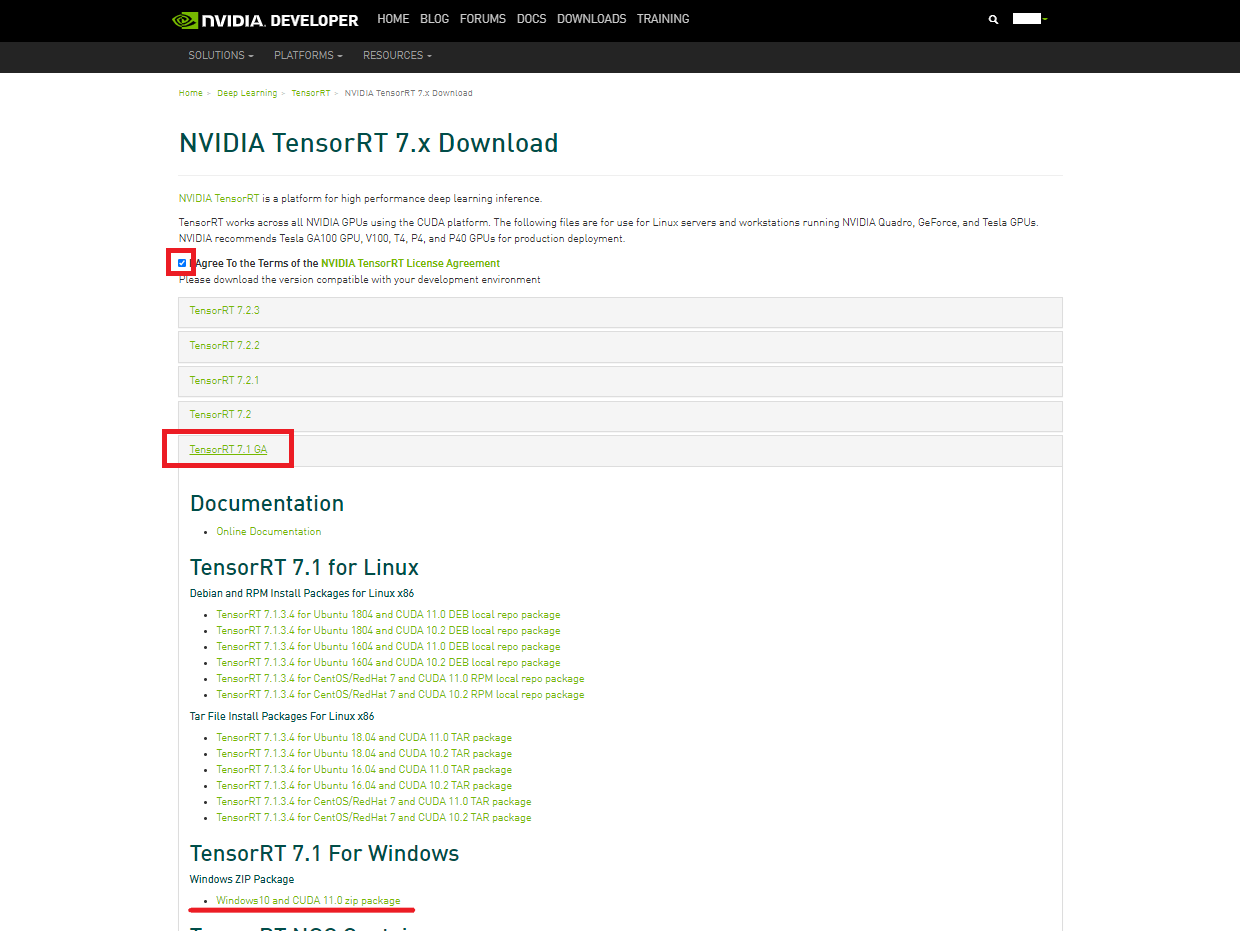 NVIDIA. DEVELOPER HOME BLOG FORUMS DOCS DOWNLOADS TRAINING
SOLUTIONS PLATFORMS RESOURCES
Home > Deep Learning > TensorRT > NVIDIA TensorRT 7.x Download
NVIDIA TensorRT 7.x Download
NVIDIA TensorRT is a platform for high performance deep learning inference.
TensorRT works across all NVIDIA GPUs using the CUDA platform. The following files are for use for Linux servers and workstations running NVIDIA Quadro, GeForce, and Tesla GPUs.
NVIDIA recommends Tesla GA100 GPU, V100, T4, P4, and P40 GPUs for production deployment.
I Agree To the Terms of the NVIDIA TensorRT License Agreement
Please download the version compatible with your development environment
TensorRT 7.2.3
TensorRT 7.2.2
TensorRT 7.2.1
TensorRT 7.2
TensorRT 7.1 GA
Documentation
• Online Documentation
TensorRT 7.1 for Linux
Debian and RPM Install Packages for Linux x86
• TensorRT 7.1.3.4 for Ubuntu 1804 and CUDA 11.0 DEB local repo package
• TensorRT 7.1.3.4 for Ubuntu 1804 and CUDA 10.2 DEB local repo package
• TensorRT 7.1.3.4 for Ubuntu 1604 and CUDA 11.0 DEB local repo package
• TensorRT 7.1.3.4 for Ubuntu 1604 and CUDA 10.2 DEB local repo package
• TensorRT 7.1.3.4 for CentOS/RedHat 7 and CUDA 11.0 RPM local repo package
• TensorRT 7.1.3.4 for CentOS/RedHat 7 and CUDA 10.2 RPM local repo package
Tar File Install Packages For Linux x86
• TensorRT 7.1.3.4 for Ubuntu 18.04 and CUDA 11.0 TAR package
• TensorRT 7.1.3.4 for Ubuntu 18.04 and CUDA 10.2 TAR package
• TensorRT 7.1.3.4 for Ubuntu 16.04 and CUDA 11.0 TAR package
• TensorRT 7.1.3.4 for Ubuntu 16.04 and CUDA 10.2 TAR package
• TensorRT 7.1.3.4 for CentOS/RedHat 7 and CUDA 11.0 TAR package
• TensorRT 7.1.3.4 for CentOS/RedHat 7 and CUDA 10.2 TAR package
TensorRT 7.1 For Windows
Windows ZIP Package
• Windows10 and CUDA 11.0 zip package